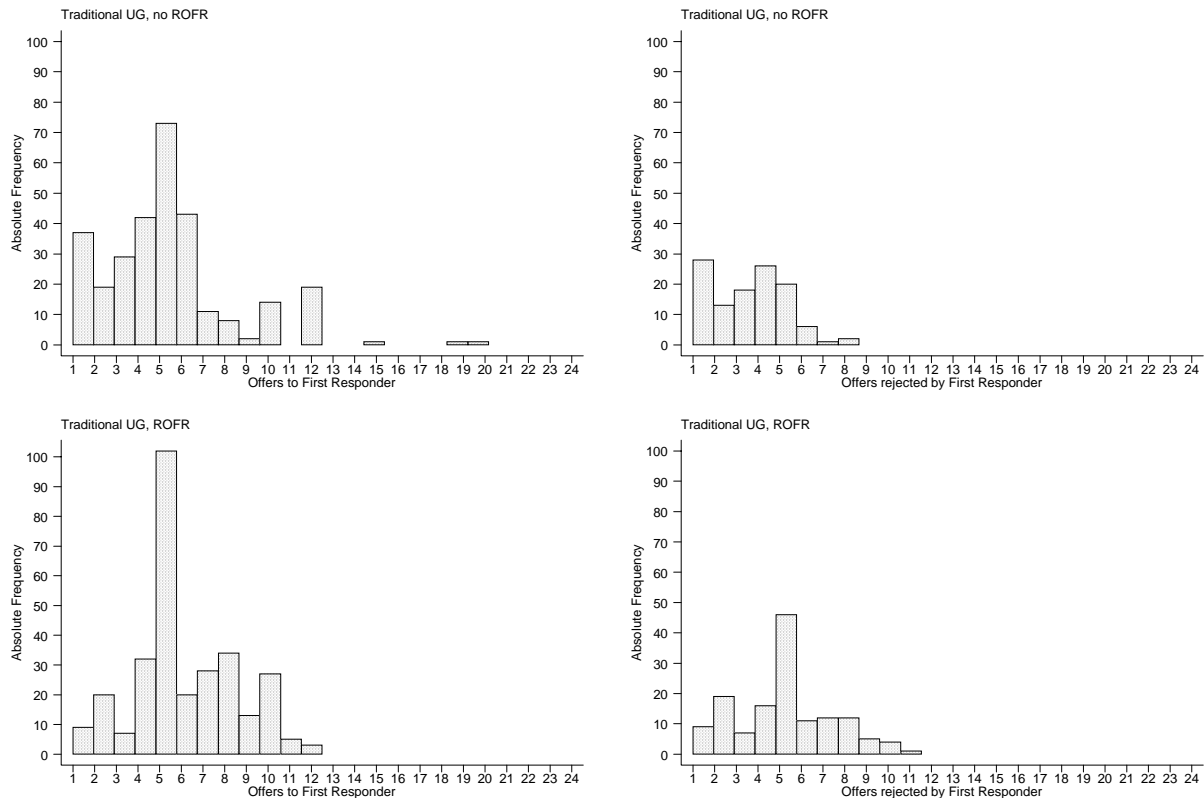 Traditional UG, no ROFR
100
90
80
70
60
50
40
30
20
10
0
Absolute Frequency
1 2 3 4 5 6 7 8 9 10 11 12 13 14 15 16 17 18 19 20 21 22 23 24
Offers to First Responder
Traditional UG, no ROFR
100
90
80
70
60
50
40
30
20
10
0
Absolute Frequency
1 2 3 4 5 6 7 8 9 10 11 12 13 14 15 16 17 18 19 20 21 22 23 24
Offers rejected by First Responder
Traditional UG, ROFR
100
90
80
70
60
50
40
30
20
10
0
Absolute Frequency
1 2 3 4 5 6 7 8 9 10 11 12 13 14 15 16 17 18 19 20 21 22 23 24
Offers to First Responder
Traditional UG, ROFR
100
90
80
70
60
50
40
30
20
10
0
Absolute Frequency
1 2 3 4 5 6 7 8 9 10 11 12 13 14 15 16 17 18 19 20 21 22 23 24
Offers rejected by First Responder